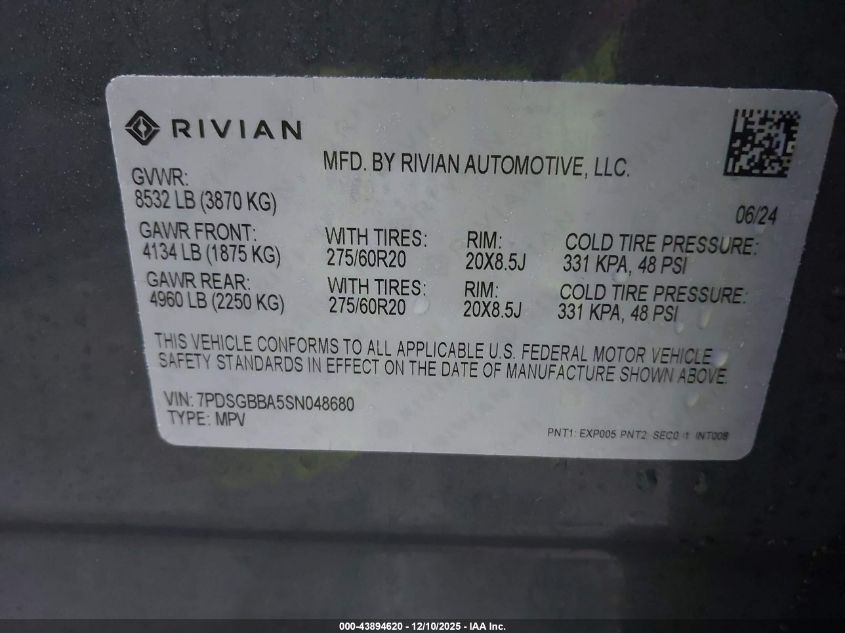 RIVIAN
MFD. BY RIVIAN AUTOMOTIVE, LLC.
GVWR:
8532 LB (3870 KG)
06/24
GAWR FRONT: WITH TIRES: RIM: COLD TIRE PRESSURE:
4134 LB (1875 KG) 275/60R20 20X8.5J 331 KPA, 48 PSI
GAWR REAR: WITH TIRES: RIM: COLD TIRE PRESSURE:
4960 LB (2250 KG) 275/60R20 20X8.5J 331 KPA, 48 PSI
THIS VEHICLE CONFORMS TO ALL APPLICABLE U.S. FEDERAL MOTOR VEHICLE
SAFETY STANDARDS IN EFFECT ON THE DATE OF MANUFACTURE SHOWN ABOVE.
VIN: 7PDSGBBA5SN048680
TYPE: MPV
PNT1: EXP005 PNT2: INT008
000-43894620 - 12/10/2025 - IAA Inc.